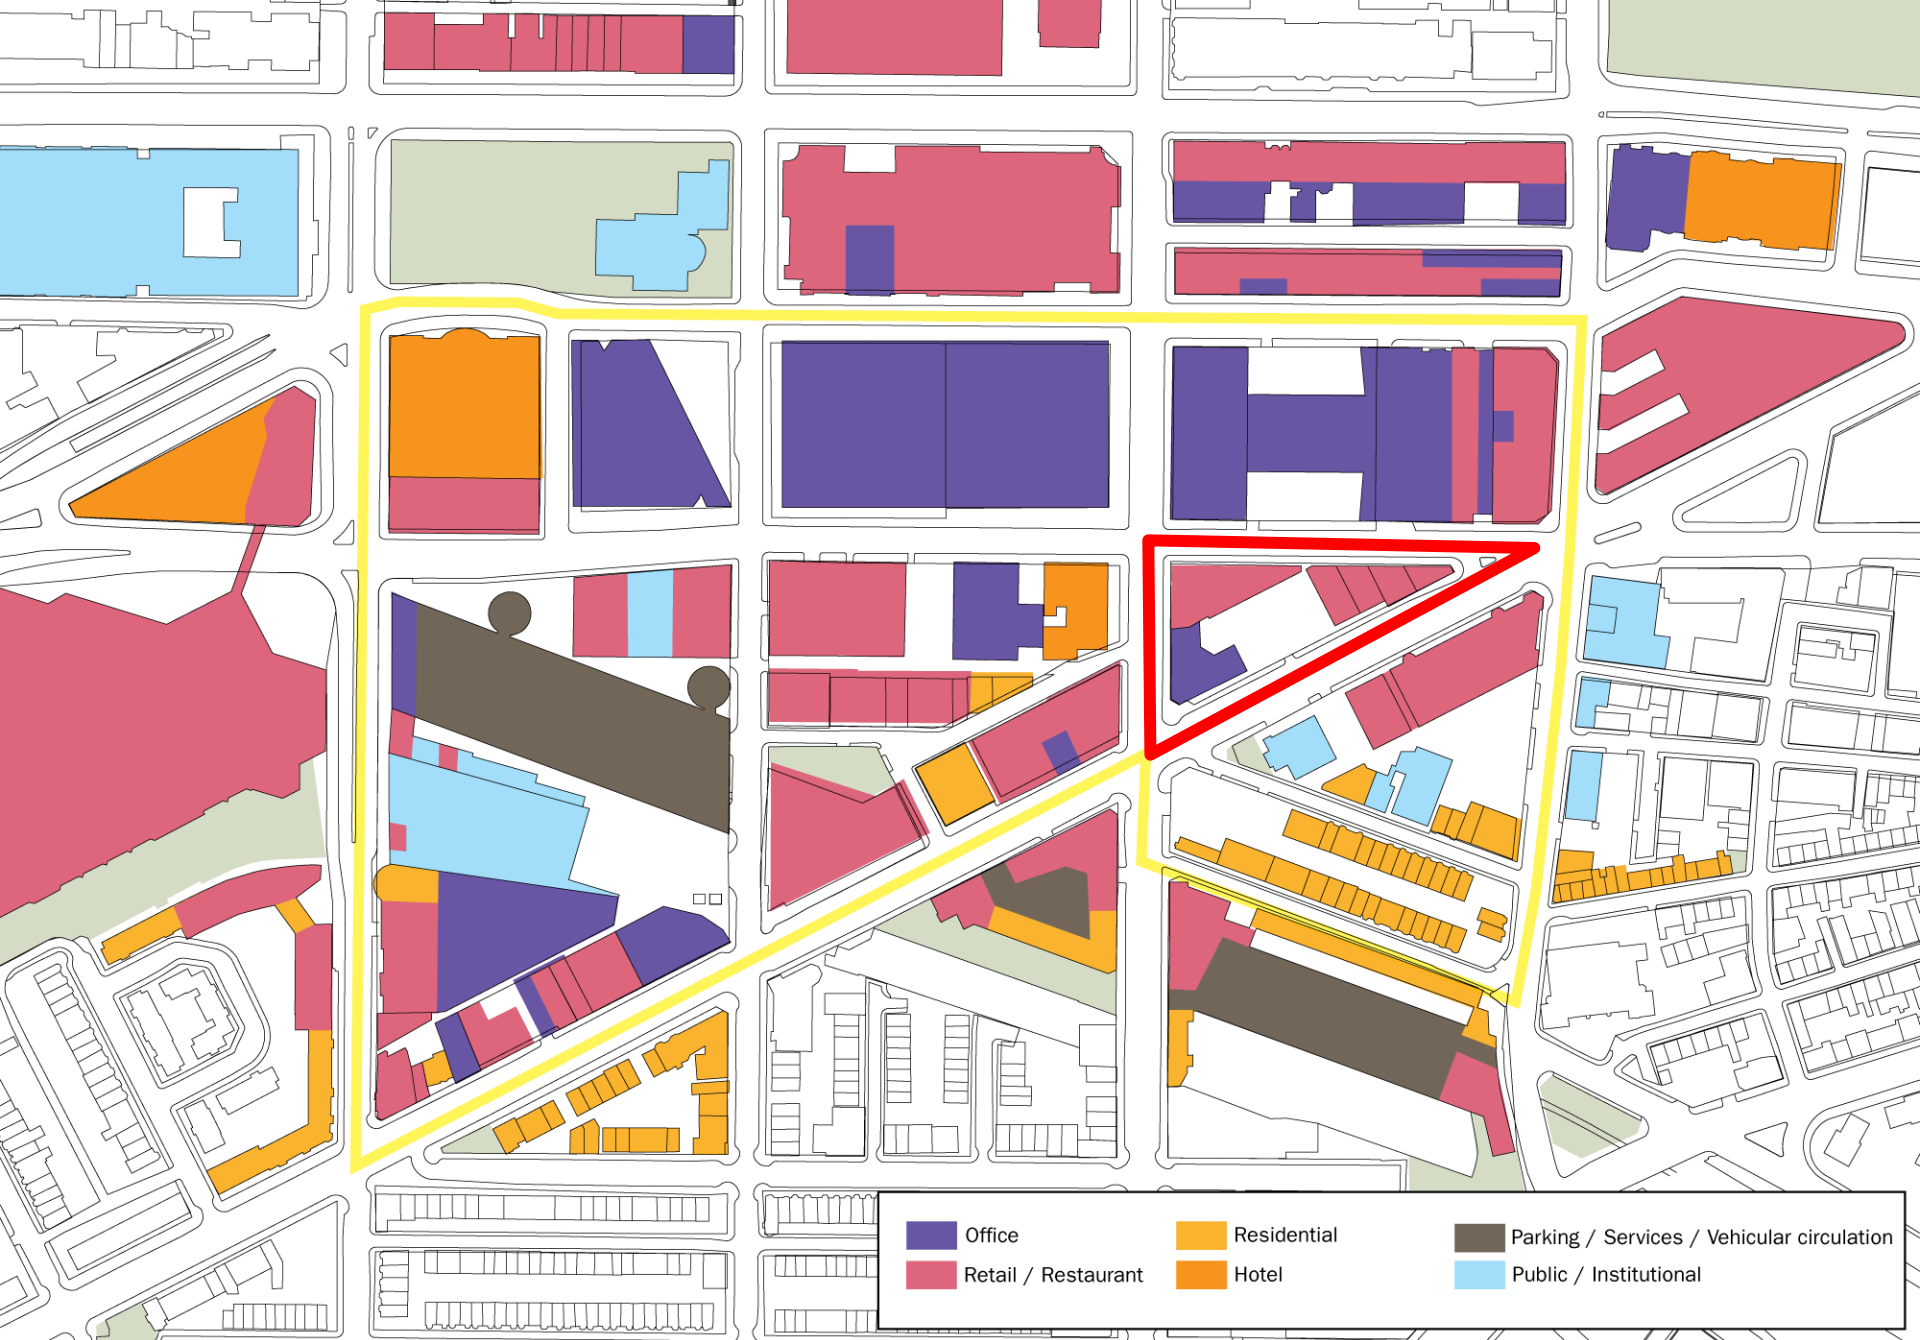 Office
Residential
Parking / Services / Vehicular circulation
Retail / Restaurant
Hotel
Public / Institutional